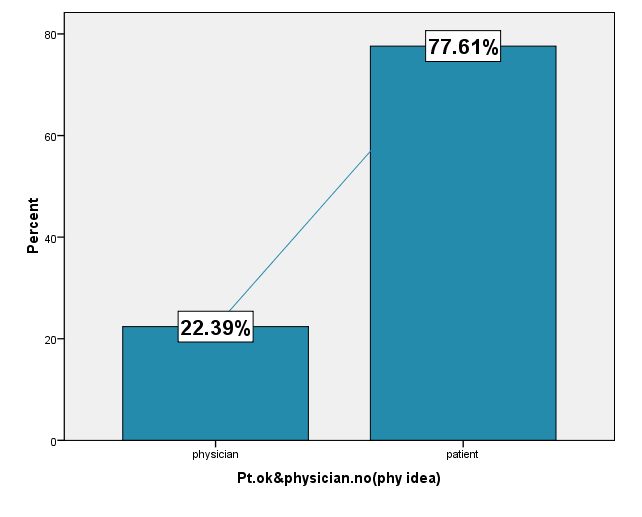 80
60
40
20
0
Percent
77.61%
22.39%
physician
patient
Pt.ok&physician.no(phy idea)